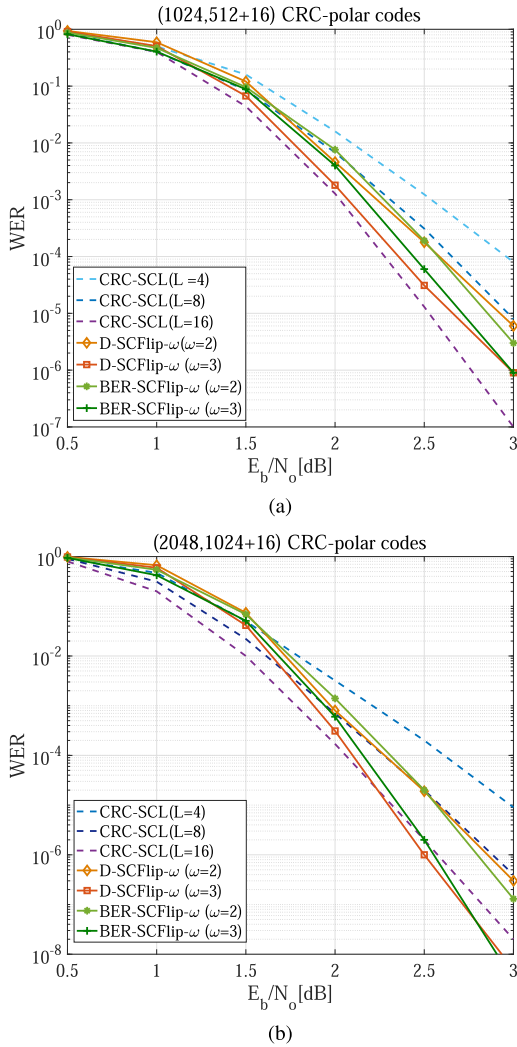 (1024,512+16) CRC-polar codes
10^0
10^-1
10^-2
10^-3
10^-4
10^-5
10^-6
10^-7
WER
CRC-SCL(L =4)
CRC-SCL(L=8)
CRC-SCL(L=16)
D-SCFlip-ω(ω=2)
D-SCFlip-ω (ω=3)
BER-SCFlip-ω (ω=2)
BER-SCFlip-ω (ω=3)
0.5 1 1.5 2 2.5 3
E_b/N_o[dB]
(a)
(2048,1024+16) CRC-polar codes
10^0
10^-2
10^-4
10^-6
10^-8
WER
CRC-SCL(L=4)
CRC-SCL(L=8)
CRC-SCL(L=16)
D-SCFlip-ω (ω=2)
D-SCFlip-ω (ω=3)
BER-SCFlip-ω (ω=2)
BER-SCFlip-ω (ω=3)
0.5 1 1.5 2 2.5 3
E_b/N_o[dB]
(b)